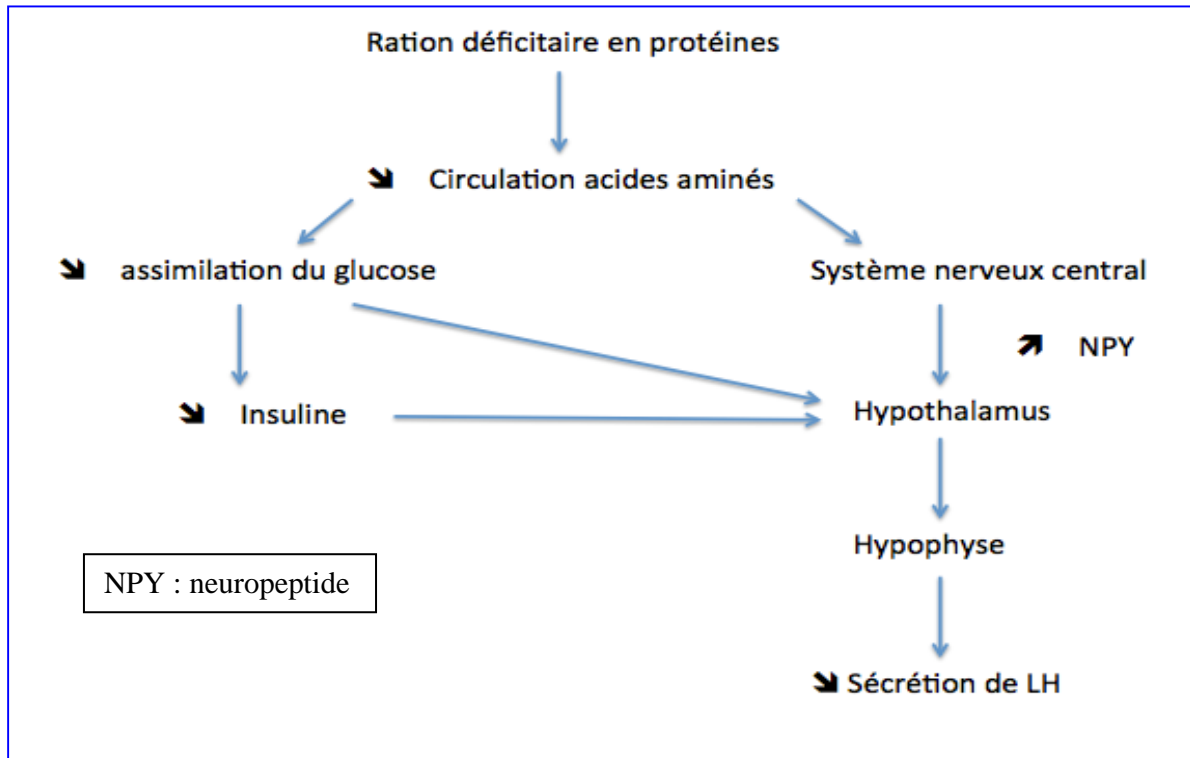 Ration déficitaire en protéines
Circulation acides aminés
assimilation du glucose
Système nerveux central
NPY
Insuline
Hypothalamus
Hypophyse
NPY : neuropeptide
Sécrétion de LH